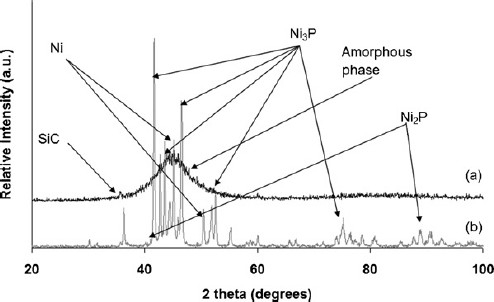 Relative Intensity (a.u.)
Ni
Ni3P
Amorphous
phase
Ni2P
SiC
(a)
(b)
20 40 60 80 100
2 theta (degrees)